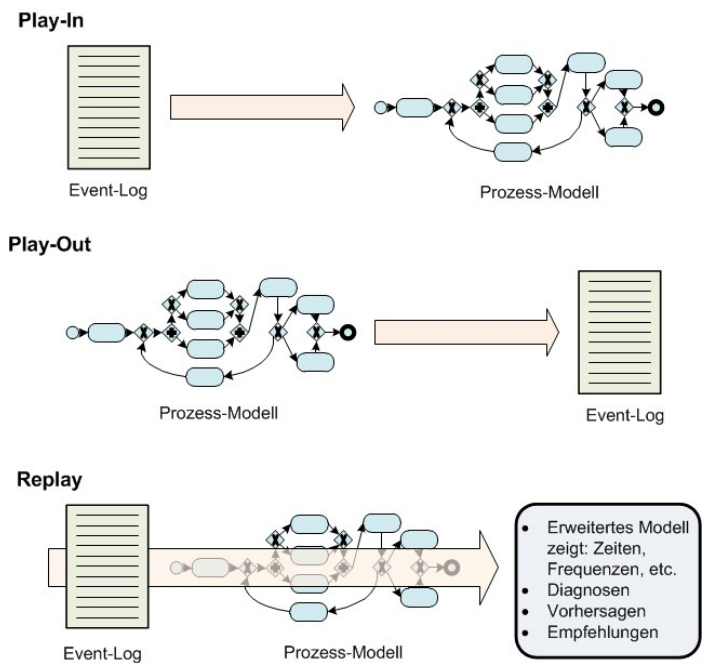 Play-In
Event-Log
Prozess-Modell
Play-Out
Prozess-Modell
Event-Log
Replay
Event-Log
Prozess-Modell
• Erweitertes Modell
zeigt: Zeiten,
Frequenzen, etc.
• Diagnosen
• Vorhersagen
• Empfehlungen